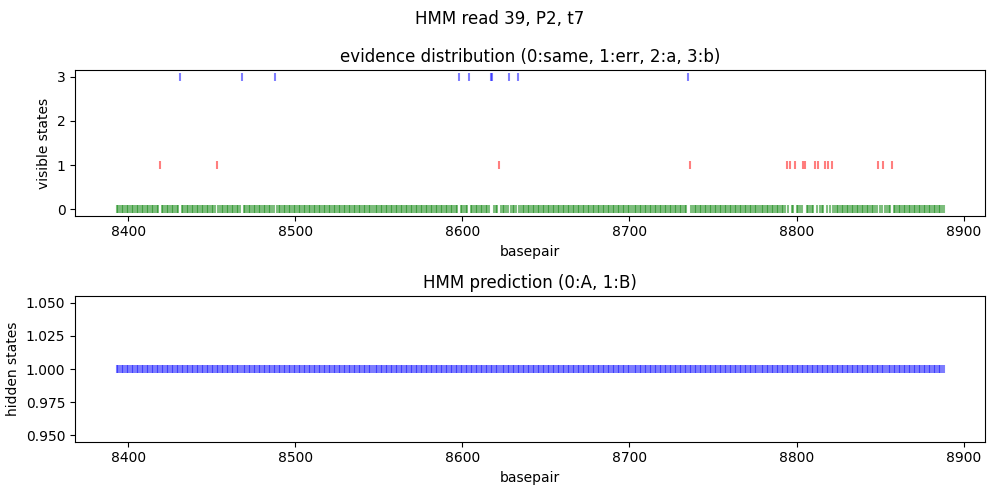 HMM read 39, P2, t7
evidence distribution (0:same, 1:err, 2:a, 3:b)
visible states
3
2
1
0
8400 8500 8600 8700 8800 8900
basepair
HMM prediction (0:A, 1:B)
hidden states
1.050
1.025
1.000
0.975
0.950
8400 8500 8600 8700 8800 8900
basepair